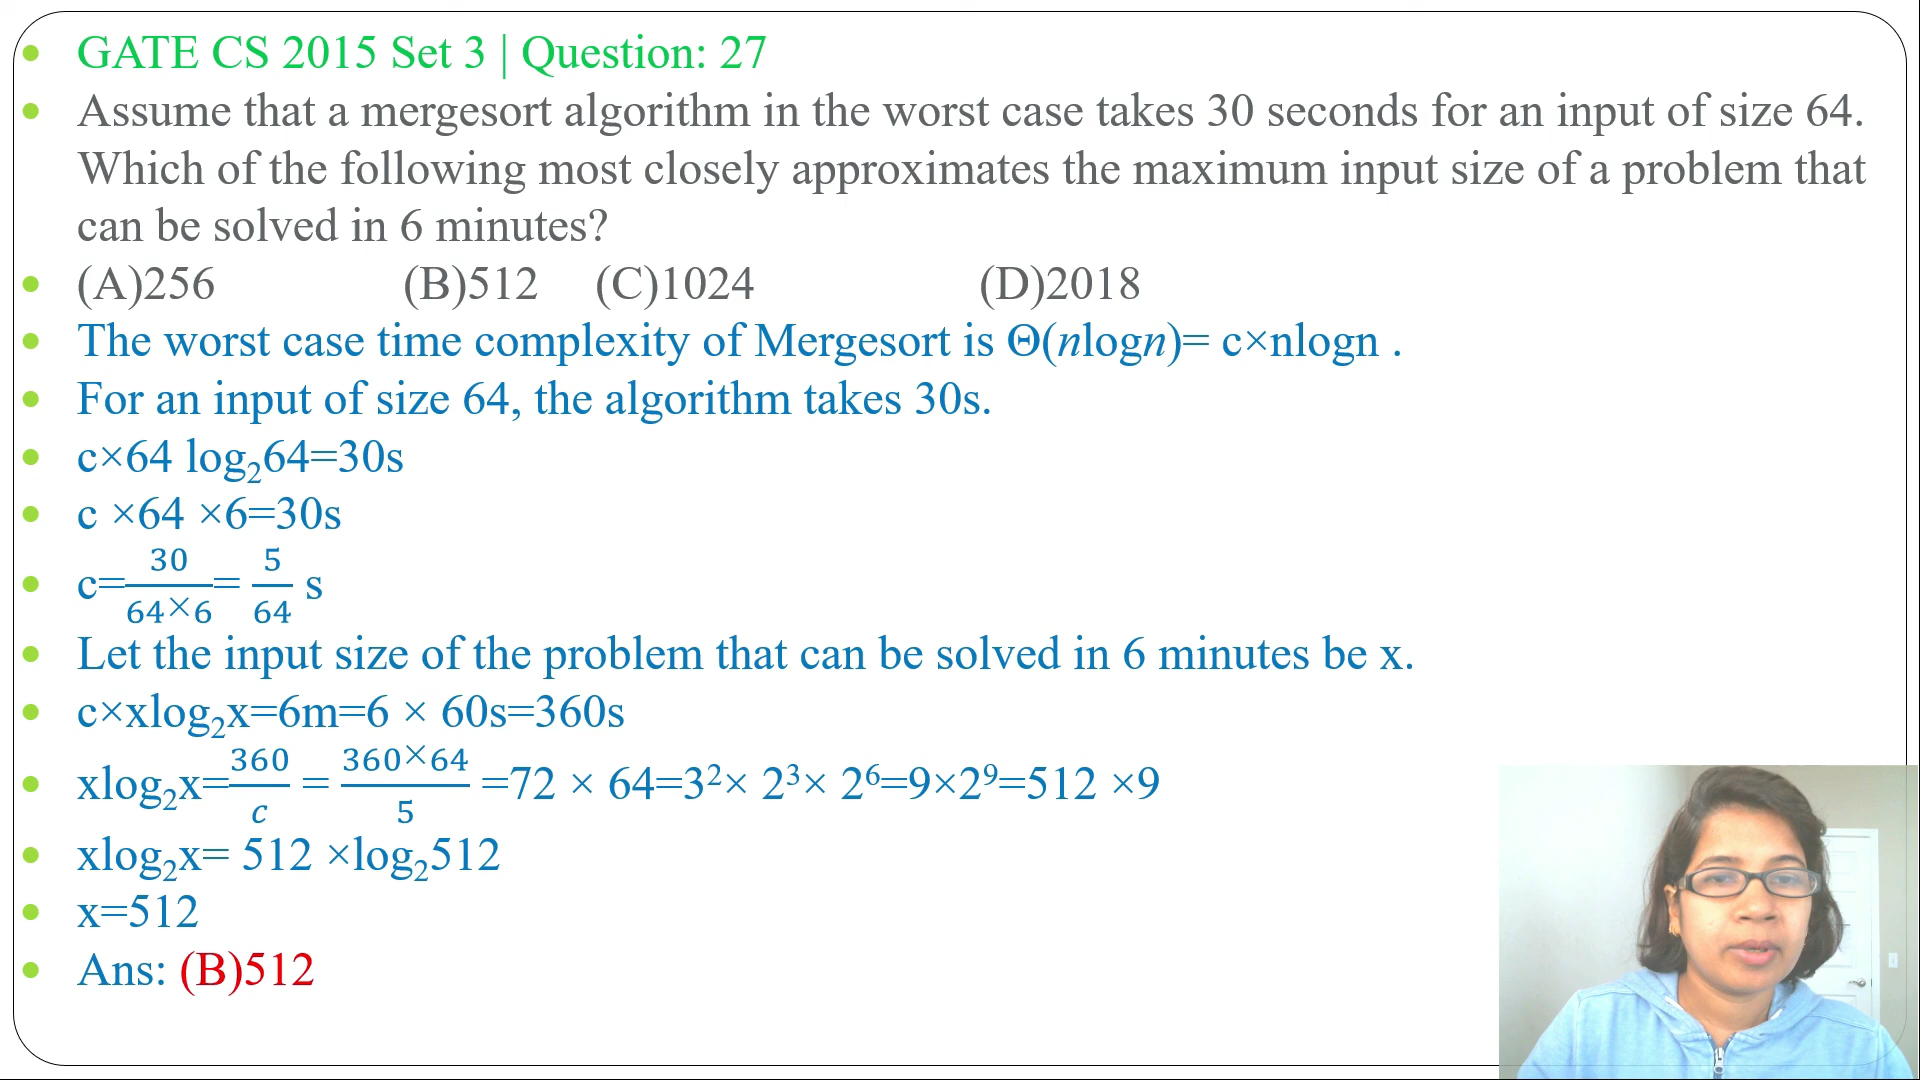 GATE CS 2015 Set 3 | Question: 27
Assume that a mergesort algorithm in the worst case takes 30 seconds for an input of size 64.
Which of the following most closely approximates the maximum input size of a problem that
can be solved in 6 minutes?
(A)256 (B)512 (C)1024 (D)2018
The worst case time complexity of Mergesort is Θ(nlogn)= c×nlogn .
For an input of size 64, the algorithm takes 30s.
c×64 log₂64=30s
c ×64 ×6=30s
c=30/(64×6)= 5/64 s
Let the input size of the problem that can be solved in 6 minutes be x.
c×xlog₂x=6m=6 × 60s=360s
xlog₂x=360/c = (360×64)/5 =72 × 64=3²× 2³× 2⁶=9×2⁹=512 ×9
xlog₂x= 512 ×log₂512
x=512
Ans: (B)512